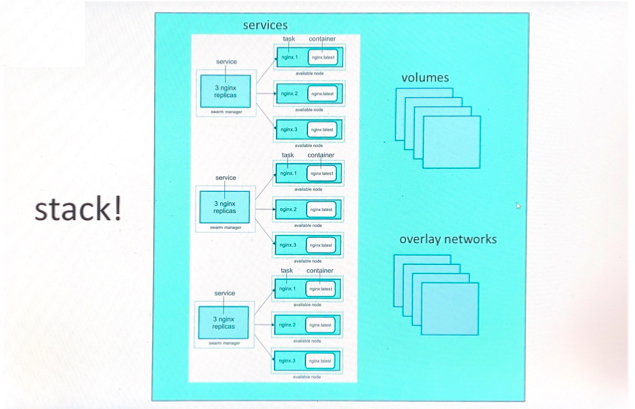 services
task container
service
nginx.1 nginx:latest
available node
3 nginx
replicas
nginx.2 nginx:latest
swarm manager
available node
nginx.3 nginx:latest
available node
task container
service
nginx.1 nginx:latest
available node
3 nginx
replicas
nginx.2 nginx:latest
swarm manager
available node
nginx.3 nginx:latest
available node
task container
service
nginx.1 nginx:latest
available node
3 nginx
replicas
nginx.2 nginx:latest
swarm manager
available node
nginx.3 nginx:latest
available node
stack!
volumes
overlay networks